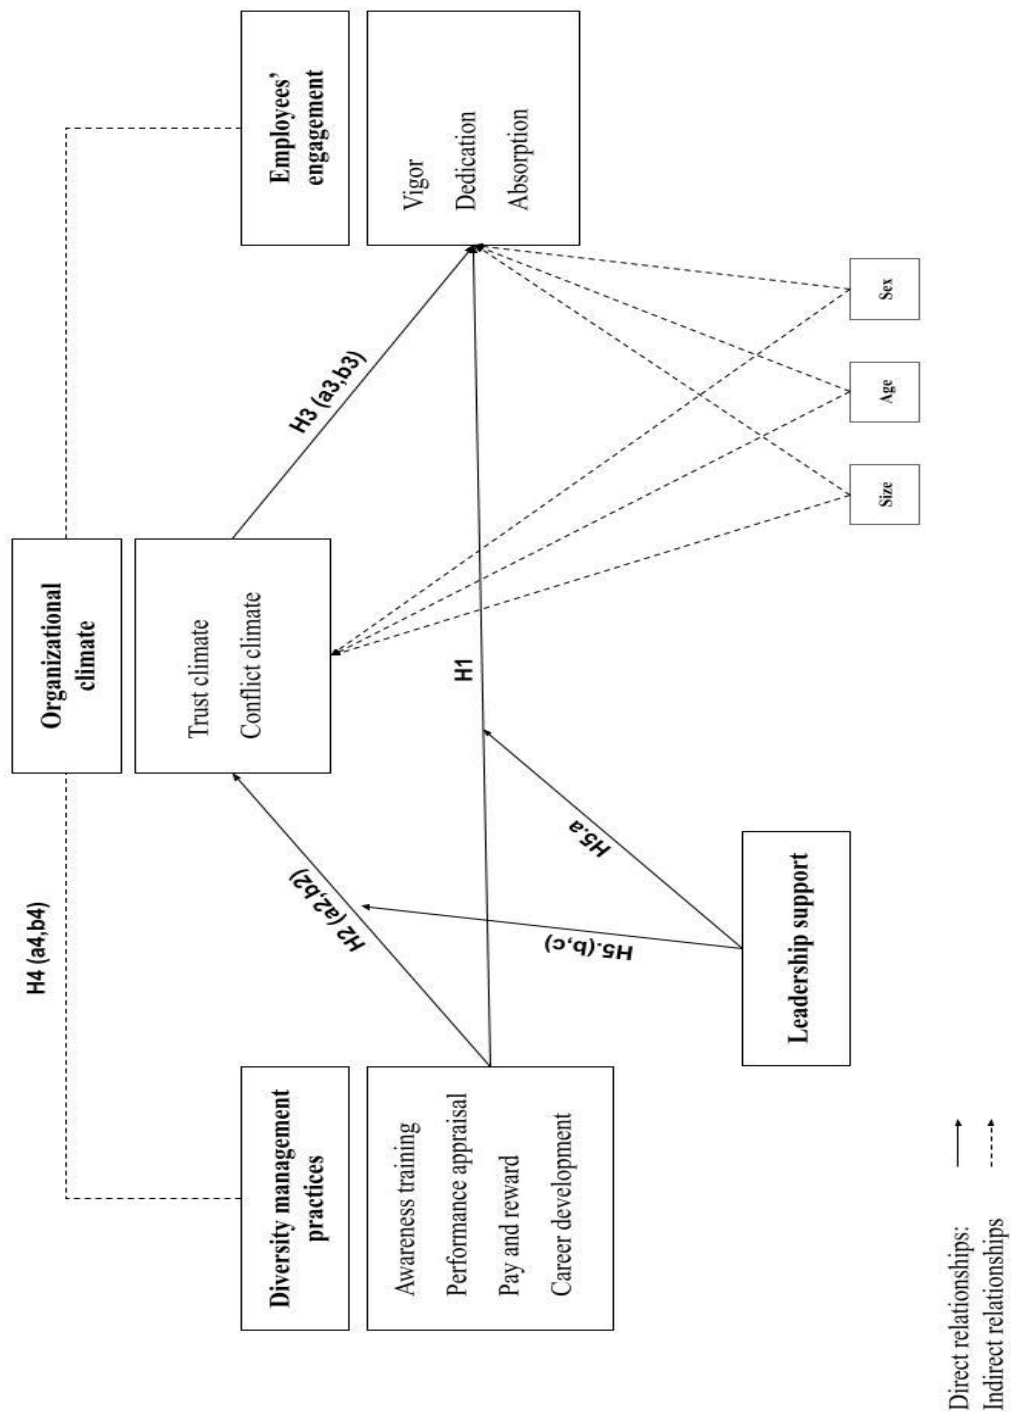 H4 (a4,b4)
Organizational
climate
Trust climate
Conflict climate
Diversity management
practices
Awareness training
Performance appraisal
Pay and reward
Career development
Employees’
engagement
Vigor
Dedication
Absorption
H2 (a2,b2)
H3 (a3,b3)
H1
H5.(b,c)
H5.a
Leadership support
Size
Age
Sex
Direct relationships:
Indirect relationships